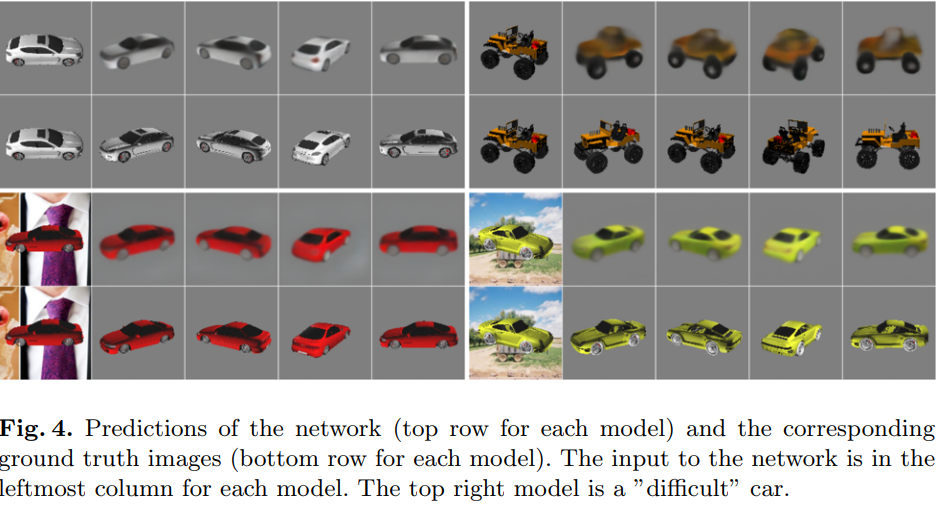 Fig. 4. Predictions of the network (top row for each model) and the corresponding
ground truth images (bottom row for each model). The input to the network is in the
leftmost column for each model. The top right model is a ”difficult” car.